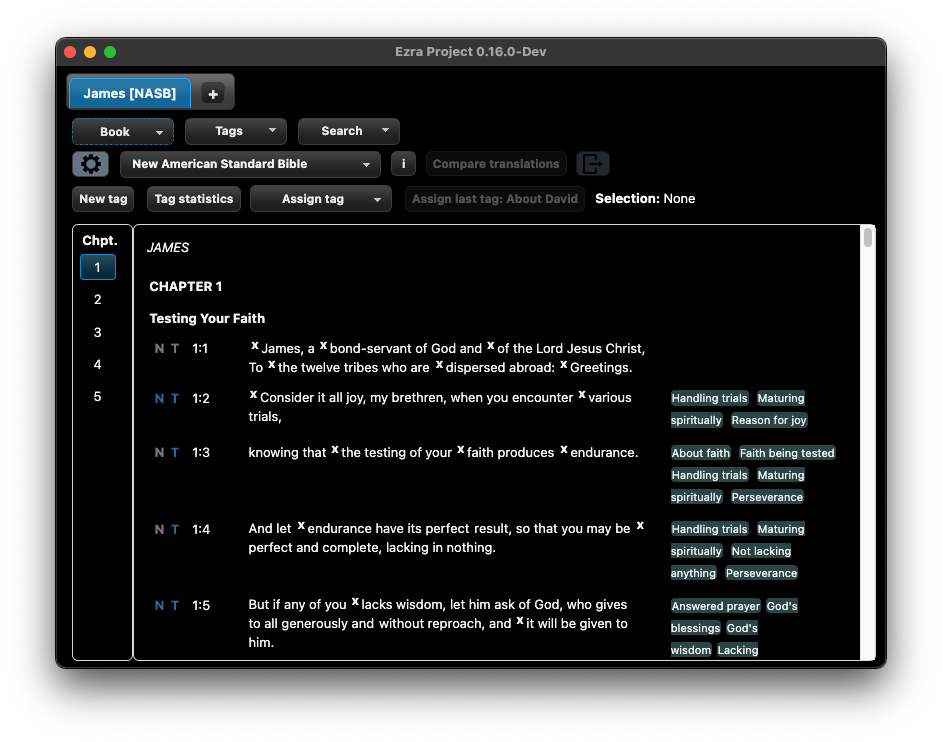 Ezra Project 0.16.0-Dev
James [NASB] +
Book Tags Search
New American Standard Bible i Compare translations
New tag Tag statistics Assign tag Assign last tag: About David Selection: None
Chpt.
1
2
3
4
5
JAMES
CHAPTER 1
Testing Your Faith
N T 1:1 x James, a x bond-servant of God and x of the Lord Jesus Christ,
To x the twelve tribes who are x dispersed abroad: x Greetings.
N T 1:2 x Consider it all joy, my brethren, when you encounter x various
trials,
Handling trials Maturing
spiritually Reason for joy
N T 1:3 knowing that x the testing of your x faith produces x endurance.
About faith Faith being tested
Handling trials Maturing
spiritually Perseverance
N T 1:4 And let x endurance have its perfect result, so that you may be x
perfect and complete, lacking in nothing.
Handling trials Maturing
spiritually Not lacking
anything Perseverance
N T 1:5 But if any of you x lacks wisdom, let him ask of God, who gives
to all generously and without reproach, and x it will be given to
him.
Answered prayer God's
blessings God's
wisdom Lacking